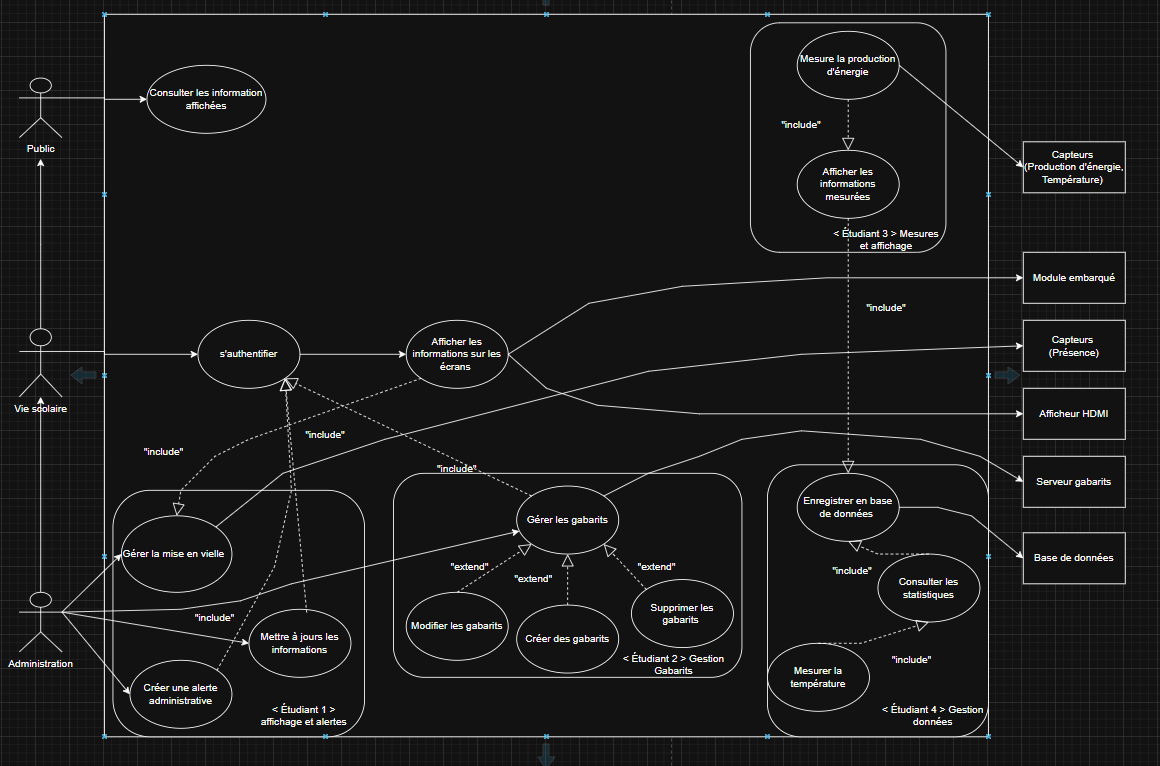 Mesure la production
d'énergie
Consulter les information
affichées
"include"
Public
Capteurs
(Production d'énergie,
Température)
Afficher les
informations
mesurées
< Étudiant 3 > Mesures
et affichage
Module embarqué
"include"
s'authentifier
Afficher les
informations sur les
écrans
Capteurs
(Présence)
Vie scolaire
Afficheur HDMI
"include"
"include"
"include"
Serveur gabarits
Enregistrer en base
de données
Gérer les gabarits
Gérer la mise en vielle
Base de données
"extend"
"extend"
"extend"
"include"
Consulter les
statistiques
"include"
Supprimer les
gabarits
Modifier les gabarits
Créer des gabarits
Mettre à jours les
informations
Administration
< Étudiant 2 > Gestion
Gabarits
"include"
Mesurer la
température
Créer une alerte
administrative
< Étudiant 1 >
affichage et alertes
< Étudiant 4 > Gestion
données